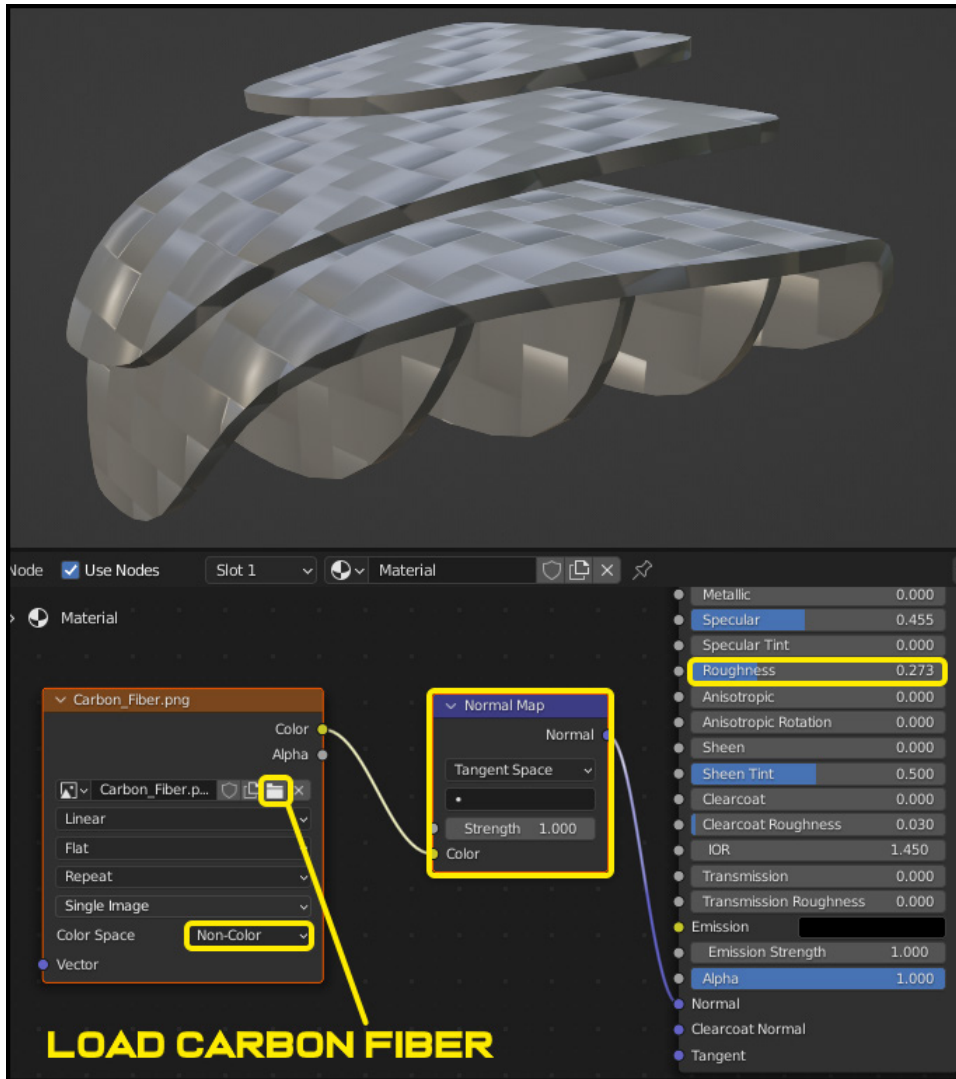 Node
Use Nodes
Slot 1
Material
Material
Carbon_Fiber.png
Color
Alpha
Carbon_Fiber.p...
Linear
Flat
Repeat
Single Image
Color Space
Non-Color
Vector
Normal Map
Normal
Tangent Space
Strength 1.000
Color
Metallic 0.000
Specular 0.455
Specular Tint 0.000
Roughness 0.273
Anisotropic 0.000
Anisotropic Rotation 0.000
Sheen 0.000
Sheen Tint 0.500
Clearcoat 0.000
Clearcoat Roughness 0.030
IOR 1.450
Transmission 0.000
Transmission Roughness 0.000
Emission
Emission Strength 1.000
Alpha 1.000
Normal
Clearcoat Normal
Tangent
LOAD CARBON FIBER